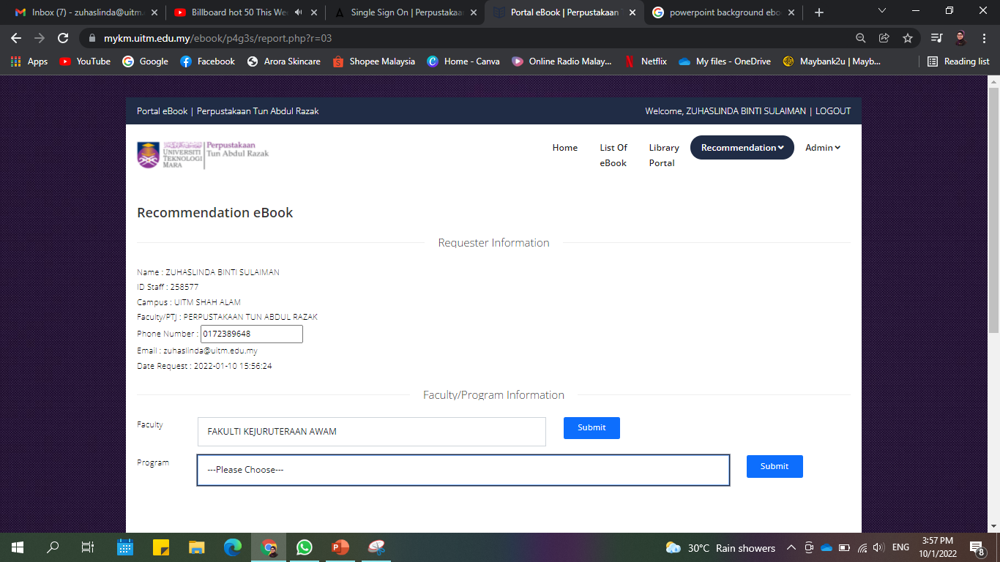 Inbox (7) - zuhaslinda@uitm.
Billboard hot 50 This We
Single Sign On | Perpustaka
Portal eBook | Perpustakaan
powerpoint background ebo
mykm.uitm.edu.my/ebook/p4g3s/report.php?r=03
Apps YouTube Google Facebook Arora Skincare Shopee Malaysia Home - Canva Online Radio Malay... Netflix My files - OneDrive Maybank2u | Mayb... Reading list
Portal eBook | Perpustakaan Tun Abdul Razak Welcome, ZUHASLINDA BINTI SULAIMAN | LOGOUT
UNIVERSITI
TEKNOLOGI
MARA
Perpustakaan
Tun Abdul Razak
Home
List Of
eBook
Library
Portal
Recommendation
Admin
Recommendation eBook
Requester Information
Name : ZUHASLINDA BINTI SULAIMAN
ID Staff : 258577
Campus : UITM SHAH ALAM
Faculty/PTJ : PERPUSTAKAAN TUN ABDUL RAZAK
Phone Number : 0172389648
Email : zuhaslinda@uitm.edu.my
Date Request : 2022-01-10 15:56:24
Faculty/Program Information
Faculty FAKULTI KEJURUTERAAN AWAM Submit
Program ---Please Choose--- Submit
30°C Rain showers ENG
3:57 PM
10/1/2022
8